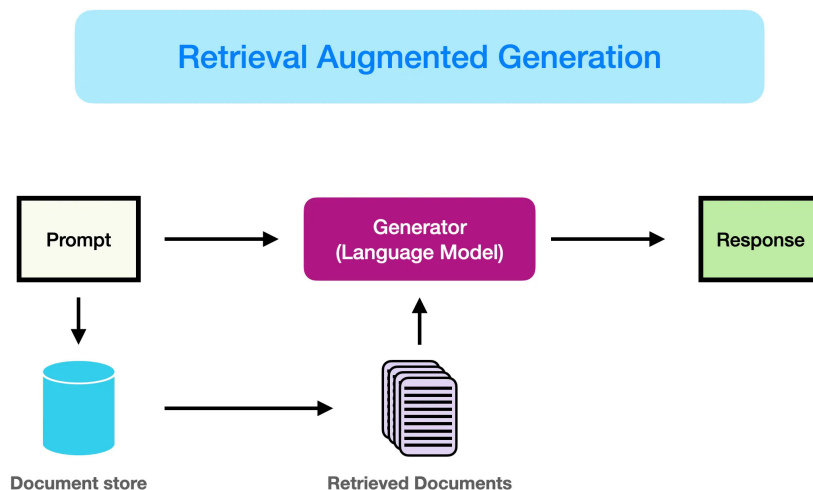 Retrieval Augmented Generation
Prompt
Generator
(Language Model)
Response
Document store
Retrieved Documents